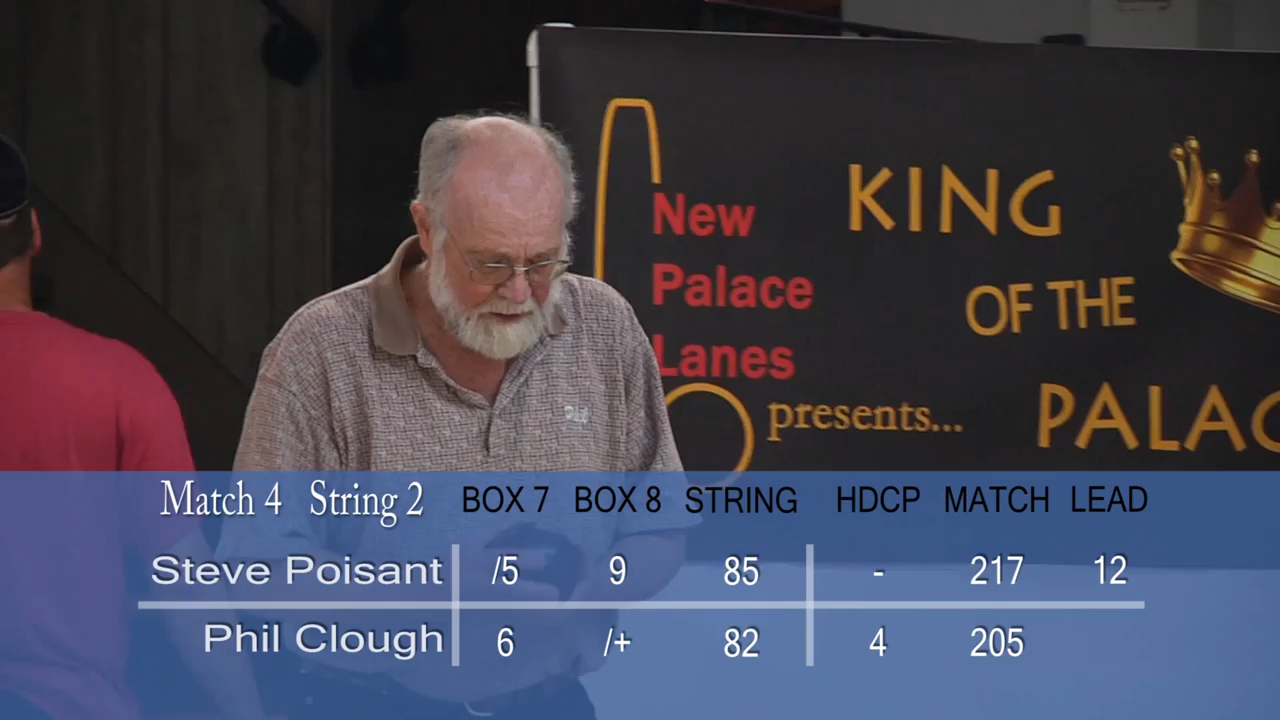 New
Palace
Lanes
presents...
KING
OF THE
PALAC
Match 4 String 2 BOX 7 BOX 8 STRING HDCP MATCH LEAD
Steve Poisant /5 9 85 - 217 12
Phil Clough 6 /+ 82 4 205